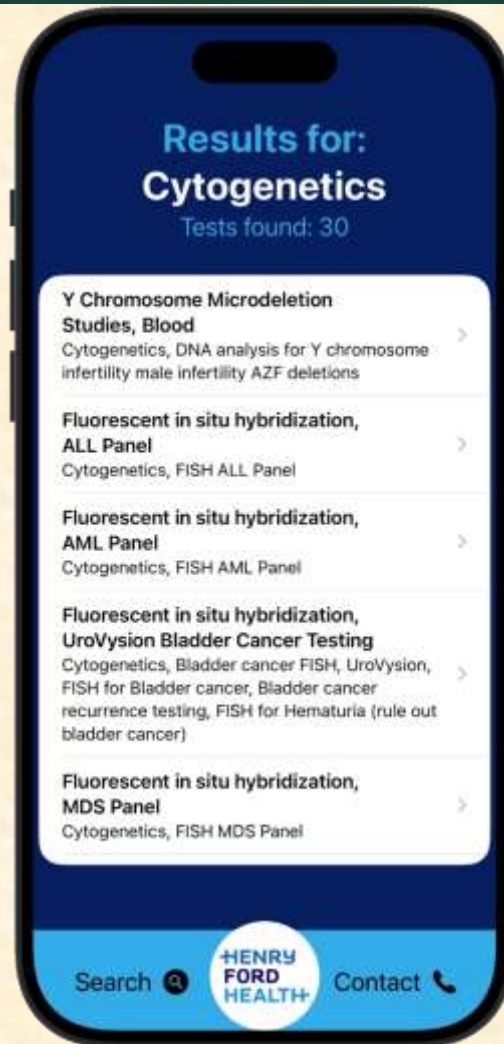 Results for:
Cytogenetics
Tests found: 30
Y Chromosome Microdeletion
Studies, Blood
Cytogenetics, DNA analysis for Y chromosome
infertility male infertility AZF deletions
Fluorescent in situ hybridization,
ALL Panel
Cytogenetics, FISH ALL Panel
Fluorescent in situ hybridization,
AML Panel
Cytogenetics, FISH AML Panel
Fluorescent in situ hybridization,
UroVysion Bladder Cancer Testing
Cytogenetics, Bladder cancer FISH, UroVysion,
FISH for Bladder cancer, Bladder cancer
recurrence testing, FISH for Hematuria (rule out
bladder cancer)
Fluorescent in situ hybridization,
MDS Panel
Cytogenetics, FISH MDS Panel
Search
HENRY
FORD
HEALTH
Contact